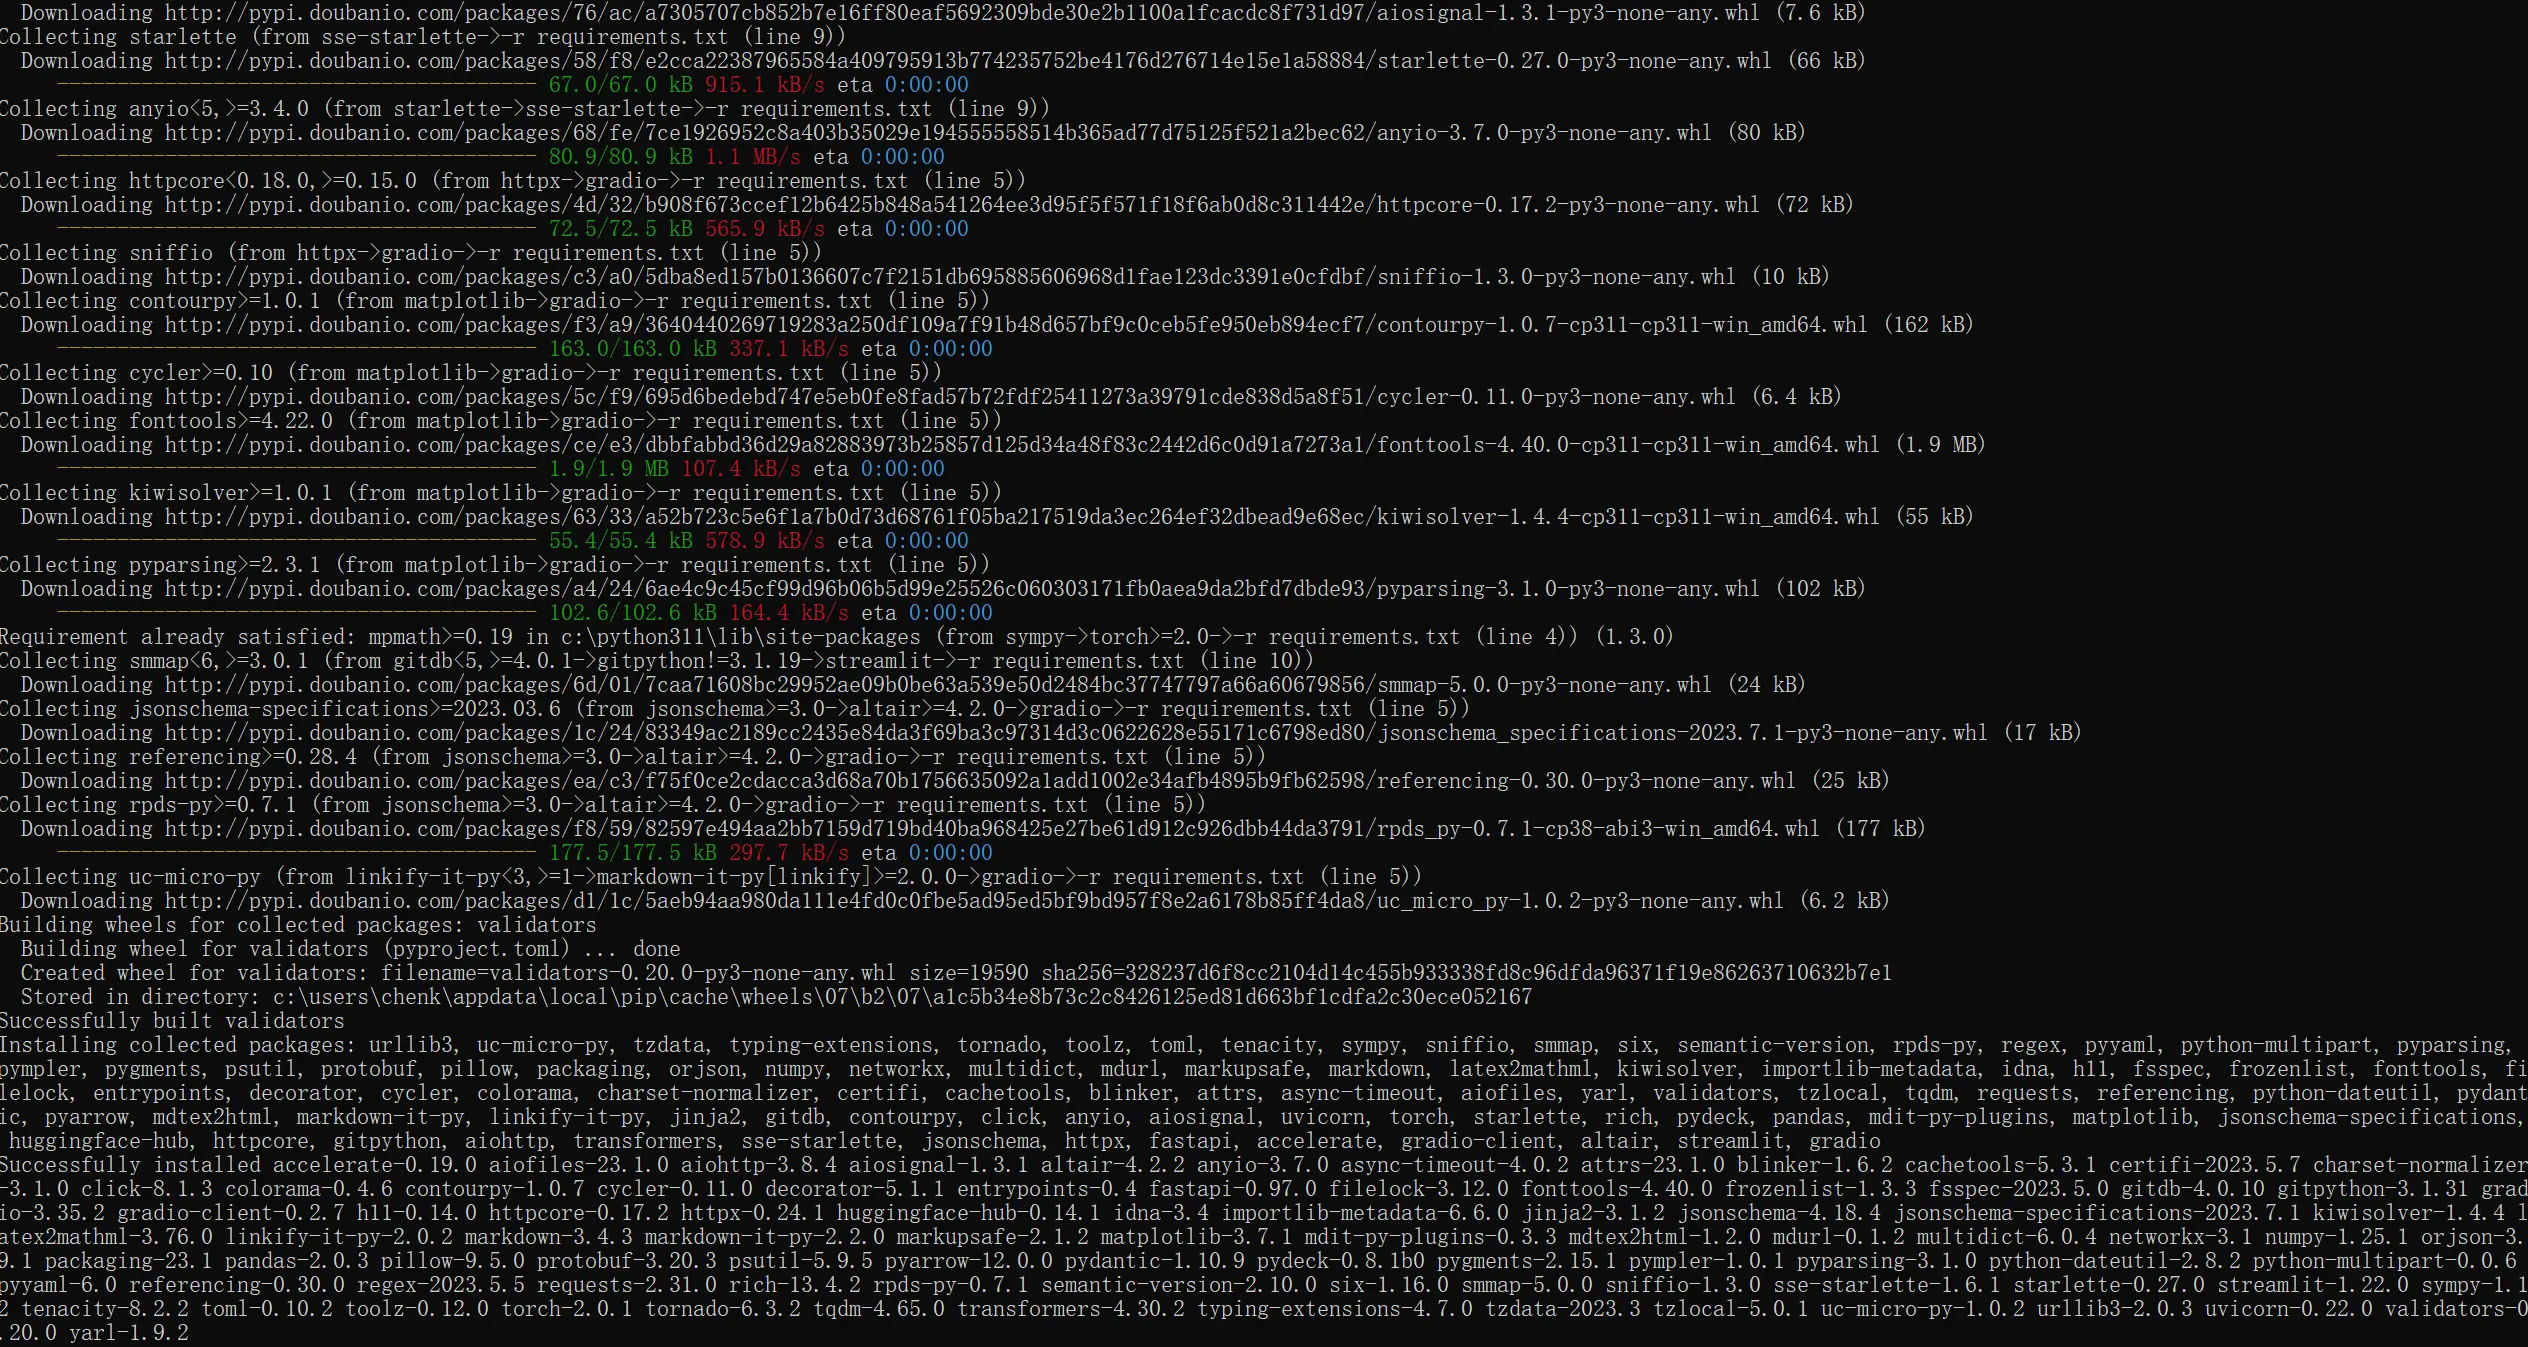 Downloading http://pypi.doubanio.com/packages/76/ac/a7305707cb852b7e16ff80eaf5692309bde30e2b1100a1fcacdc8f731d97/aiosignal-1.3.1-py3-none-any.whl (7.6 kB)
Collecting starlette (from sse-starlette->-r requirements.txt (line 9))
  Downloading http://pypi.doubanio.com/packages/58/f8/e2cca22387965584a409795913b774235752be4176d276714e15e1a58884/starlette-0.27.0-py3-none-any.whl (66 kB)
     ---------------------------------------- 67.0/67.0 kB 915.1 kB/s eta 0:00:00
Collecting anyio<5,>=3.4.0 (from starlette->sse-starlette->-r requirements.txt (line 9))
  Downloading http://pypi.doubanio.com/packages/68/fe/7ce1926952c8a403b35029e194555558514b365ad77d75125f521a2bec62/anyio-3.7.0-py3-none-any.whl (80 kB)
     ---------------------------------------- 80.9/80.9 kB 1.1 MB/s eta 0:00:00
Collecting httpcore<0.18.0,>=0.15.0 (from httpx->gradio->-r requirements.txt (line 5))
  Downloading http://pypi.doubanio.com/packages/4d/32/b908f673ccef12b6425b848a541264ee3d95f5f571f18f6ab0d8c311442e/httpcore-0.17.2-py3-none-any.whl (72 kB)
     ---------------------------------------- 72.5/72.5 kB 565.9 kB/s eta 0:00:00
Collecting sniffio (from httpx->gradio->-r requirements.txt (line 5))
  Downloading http://pypi.doubanio.com/packages/c3/a0/5dba8ed157b0136607c7f2151db695885606968d1fae123dc3391e0cfdbf/sniffio-1.3.0-py3-none-any.whl (10 kB)
Collecting contourpy>=1.0.1 (from matplotlib->gradio->-r requirements.txt (line 5))
  Downloading http://pypi.doubanio.com/packages/f3/a9/3640440269719283a250df109a7f91b48d657bf9c0ceb5fe950eb894ecf7/contourpy-1.0.7-cp311-cp311-win_amd64.whl (162 kB)
     ---------------------------------------- 163.0/163.0 kB 337.1 kB/s eta 0:00:00
Collecting cycler>=0.10 (from matplotlib->gradio->-r requirements.txt (line 5))
  Downloading http://pypi.doubanio.com/packages/5c/f9/695d6bedebd747e5eb0fe8fad57b72fdf25411273a39791cde838d5a8f51/cycler-0.11.0-py3-none-any.whl (6.4 kB)
Collecting fonttools>=4.22.0 (from matplotlib->gradio->-r requirements.txt (line 5))
  Downloading http://pypi.doubanio.com/packages/ce/e3/dbbfabbd36d29a82883973b25857d125d34a48f83c2442d6c0d91a7273a1/fonttools-4.40.0-cp311-cp311-win_amd64.whl (1.9 MB)
     ---------------------------------------- 1.9/1.9 MB 107.4 kB/s eta 0:00:00
Collecting kiwisolver>=1.0.1 (from matplotlib->gradio->-r requirements.txt (line 5))
  Downloading http://pypi.doubanio.com/packages/63/33/a52b723c5e6f1a7b0d73d68761f05ba217519da3ec264ef32dbead9e68ec/kiwisolver-1.4.4-cp311-cp311-win_amd64.whl (55 kB)
     ---------------------------------------- 55.4/55.4 kB 578.9 kB/s eta 0:00:00
Collecting pyparsing>=2.3.1 (from matplotlib->gradio->-r requirements.txt (line 5))
  Downloading http://pypi.doubanio.com/packages/a4/24/6ae4c9c45cf99d96b06b5d99e25526c060303171fb0aea9da2bfd7dbde93/pyparsing-3.1.0-py3-none-any.whl (102 kB)
     ---------------------------------------- 102.6/102.6 kB 164.4 kB/s eta 0:00:00
Requirement already satisfied: mpmath>=0.19 in c:\python311\lib\site-packages (from sympy->torch>=2.0->-r requirements.txt (line 4)) (1.3.0)
Collecting smmap<6,>=3.0.1 (from gitdb<5,>=4.0.1->gitpython!=3.1.19->streamlit->-r requirements.txt (line 10))
  Downloading http://pypi.doubanio.com/packages/6d/01/7caa71608bc29952ae09b0be63a539e50d2484bc37747797a66a60679856/smmap-5.0.0-py3-none-any.whl (24 kB)
Collecting jsonschema-specifications>=2023.03.6 (from jsonschema>=3.0->altair>=4.2.0->gradio->-r requirements.txt (line 5))
  Downloading http://pypi.doubanio.com/packages/1c/24/83349ac2189cc2435e84da3f69ba3c97314d3c0622628e55171c6798ed80/jsonschema_specifications-2023.7.1-py3-none-any.whl (17 kB)
Collecting referencing>=0.28.4 (from jsonschema>=3.0->altair>=4.2.0->gradio->-r requirements.txt (line 5))
  Downloading http://pypi.doubanio.com/packages/ea/c3/f75f0ce2cdacca3d68a70b1756635092a1add1002e34afb4895b9fb62598/referencing-0.30.0-py3-none-any.whl (25 kB)
Collecting rpds-py>=0.7.1 (from jsonschema>=3.0->altair>=4.2.0->gradio->-r requirements.txt (line 5))
  Downloading http://pypi.doubanio.com/packages/f8/59/82597e494aa2bb7159d719bd40ba968425e27be61d912c926dbb44da3791/rpds_py-0.7.1-cp38-abi3-win_amd64.whl (177 kB)
     ---------------------------------------- 177.5/177.5 kB 297.7 kB/s eta 0:00:00
Collecting uc-micro-py (from linkify-it-py<3,>=1->markdown-it-py[linkify]>=2.0.0->gradio->-r requirements.txt (line 5))
  Downloading http://pypi.doubanio.com/packages/d1/1c/5aeb94aa980da111e4fd0c0fbe5ad95ed5bf9bd957f8e2a6178b85ff4da8/uc_micro_py-1.0.2-py3-none-any.whl (6.2 kB)
Building wheels for collected packages: validators
  Building wheel for validators (pyproject.toml) ... done
  Created wheel for validators: filename=validators-0.20.0-py3-none-any.whl size=19590 sha256=328237d6f8cc2104d14c455b933338fd8c96dfda96371f19e86263710632b7e1
  Stored in directory: c:\users\chenk\appdata\local\pip\cache\wheels\07\b2\07\a1c5b34e8b73c2c8426125ed81d663bf1cdfa2c30ece052167
Successfully built validators
Installing collected packages: urllib3, uc-micro-py, tzdata, typing-extensions, tornado, toolz, toml, tenacity, sympy, sniffio, smmap, six, semantic-version, rpds-py, regex, pyyaml, python-multipart, pyparsing,
pympler, pygments, psutil, protobuf, pillow, packaging, orjson, numpy, networkx, multidict, mdurl, markupsafe, markdown, latex2mathml, kiwisolver, importlib-metadata, idna, h11, fsspec, frozenlist, fonttools, fi
lelock, entrypoints, decorator, cycler, colorama, charset-normalizer, certifi, cachetools, blinker, attrs, async-timeout, aiofiles, yarl, validators, tzlocal, tqdm, requests, referencing, python-dateutil, pydant
ic, pyarrow, mdtex2html, markdown-it-py, linkify-it-py, jinja2, gitdb, contourpy, click, anyio, aiosignal, uvicorn, torch, starlette, rich, pydeck, pandas, mdit-py-plugins, matplotlib, jsonschema-specifications,
 huggingface-hub, httpcore, gitpython, aiohttp, transformers, sse-starlette, jsonschema, httpx, fastapi, accelerate, gradio-client, altair, streamlit, gradio
Successfully installed accelerate-0.19.0 aiofiles-23.1.0 aiohttp-3.8.4 aiosignal-1.3.1 altair-4.2.2 anyio-3.7.0 async-timeout-4.0.2 attrs-23.1.0 blinker-1.6.2 cachetools-5.3.1 certifi-2023.5.7 charset-normalizer
-3.1.0 click-8.1.3 colorama-0.4.6 contourpy-1.0.7 cycler-0.11.0 decorator-5.1.1 entrypoints-0.4 fastapi-0.97.0 filelock-3.12.0 fonttools-4.40.0 frozenlist-1.3.3 fsspec-2023.5.0 gitdb-4.0.10 gitpython-3.1.31 grad
io-3.35.2 gradio-client-0.2.7 h11-0.14.0 httpcore-0.17.2 httpx-0.24.1 huggingface-hub-0.14.1 idna-3.4 importlib-metadata-6.6.0 jinja2-3.1.2 jsonschema-4.18.4 jsonschema-specifications-2023.7.1 kiwisolver-1.4.4 l
atex2mathml-3.76.0 linkify-it-py-2.0.2 markdown-3.4.3 markdown-it-py-2.2.0 markupsafe-2.1.2 matplotlib-3.7.1 mdit-py-plugins-0.3.3 mdtex2html-1.2.0 mdurl-0.1.2 multidict-6.0.4 networkx-3.1 numpy-1.25.1 orjson-3.
9.1 packaging-23.1 pandas-2.0.3 pillow-9.5.0 protobuf-3.20.3 psutil-5.9.5 pyarrow-12.0.0 pydantic-1.10.9 pydeck-0.8.1b0 pygments-2.15.1 pympler-1.0.1 pyparsing-3.1.0 python-dateutil-2.8.2 python-multipart-0.0.6
pyyaml-6.0 referencing-0.30.0 regex-2023.5.5 requests-2.31.0 rich-13.4.2 rpds-py-0.7.1 semantic-version-2.10.0 six-1.16.0 smmap-5.0.0 sniffio-1.3.0 sse-starlette-1.6.1 starlette-0.27.0 streamlit-1.22.0 sympy-1.1
2 tenacity-8.2.2 toml-0.10.2 toolz-0.12.0 torch-2.0.1 tornado-6.3.2 tqdm-4.65.0 transformers-4.30.2 typing-extensions-4.7.0 tzdata-2023.3 tzlocal-5.0.1 uc-micro-py-1.0.2 urllib3-2.0.3 uvicorn-0.22.0 validators-0
.20.0 yarl-1.9.2